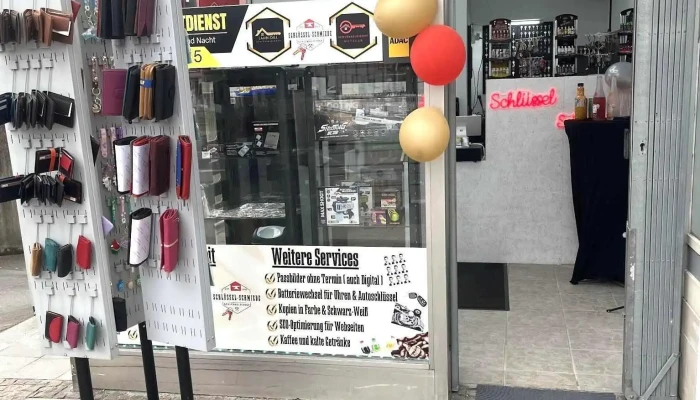 DIENST
ADAC
nd Nacht
5
SCHLÜSSEL-SCHMIEDE
Schlüssel
Weitere Services
Passbilder ohne Termin ( auch Digital )
Batteriewechsel für Uhren & Autoschlüssel
Kopien in Farbe & Schwarz-Weiß
SEO-Optimierung für Webseiten
Kaffee und kalte Getränke
SCHLÜSSEL-SCHMIEDE